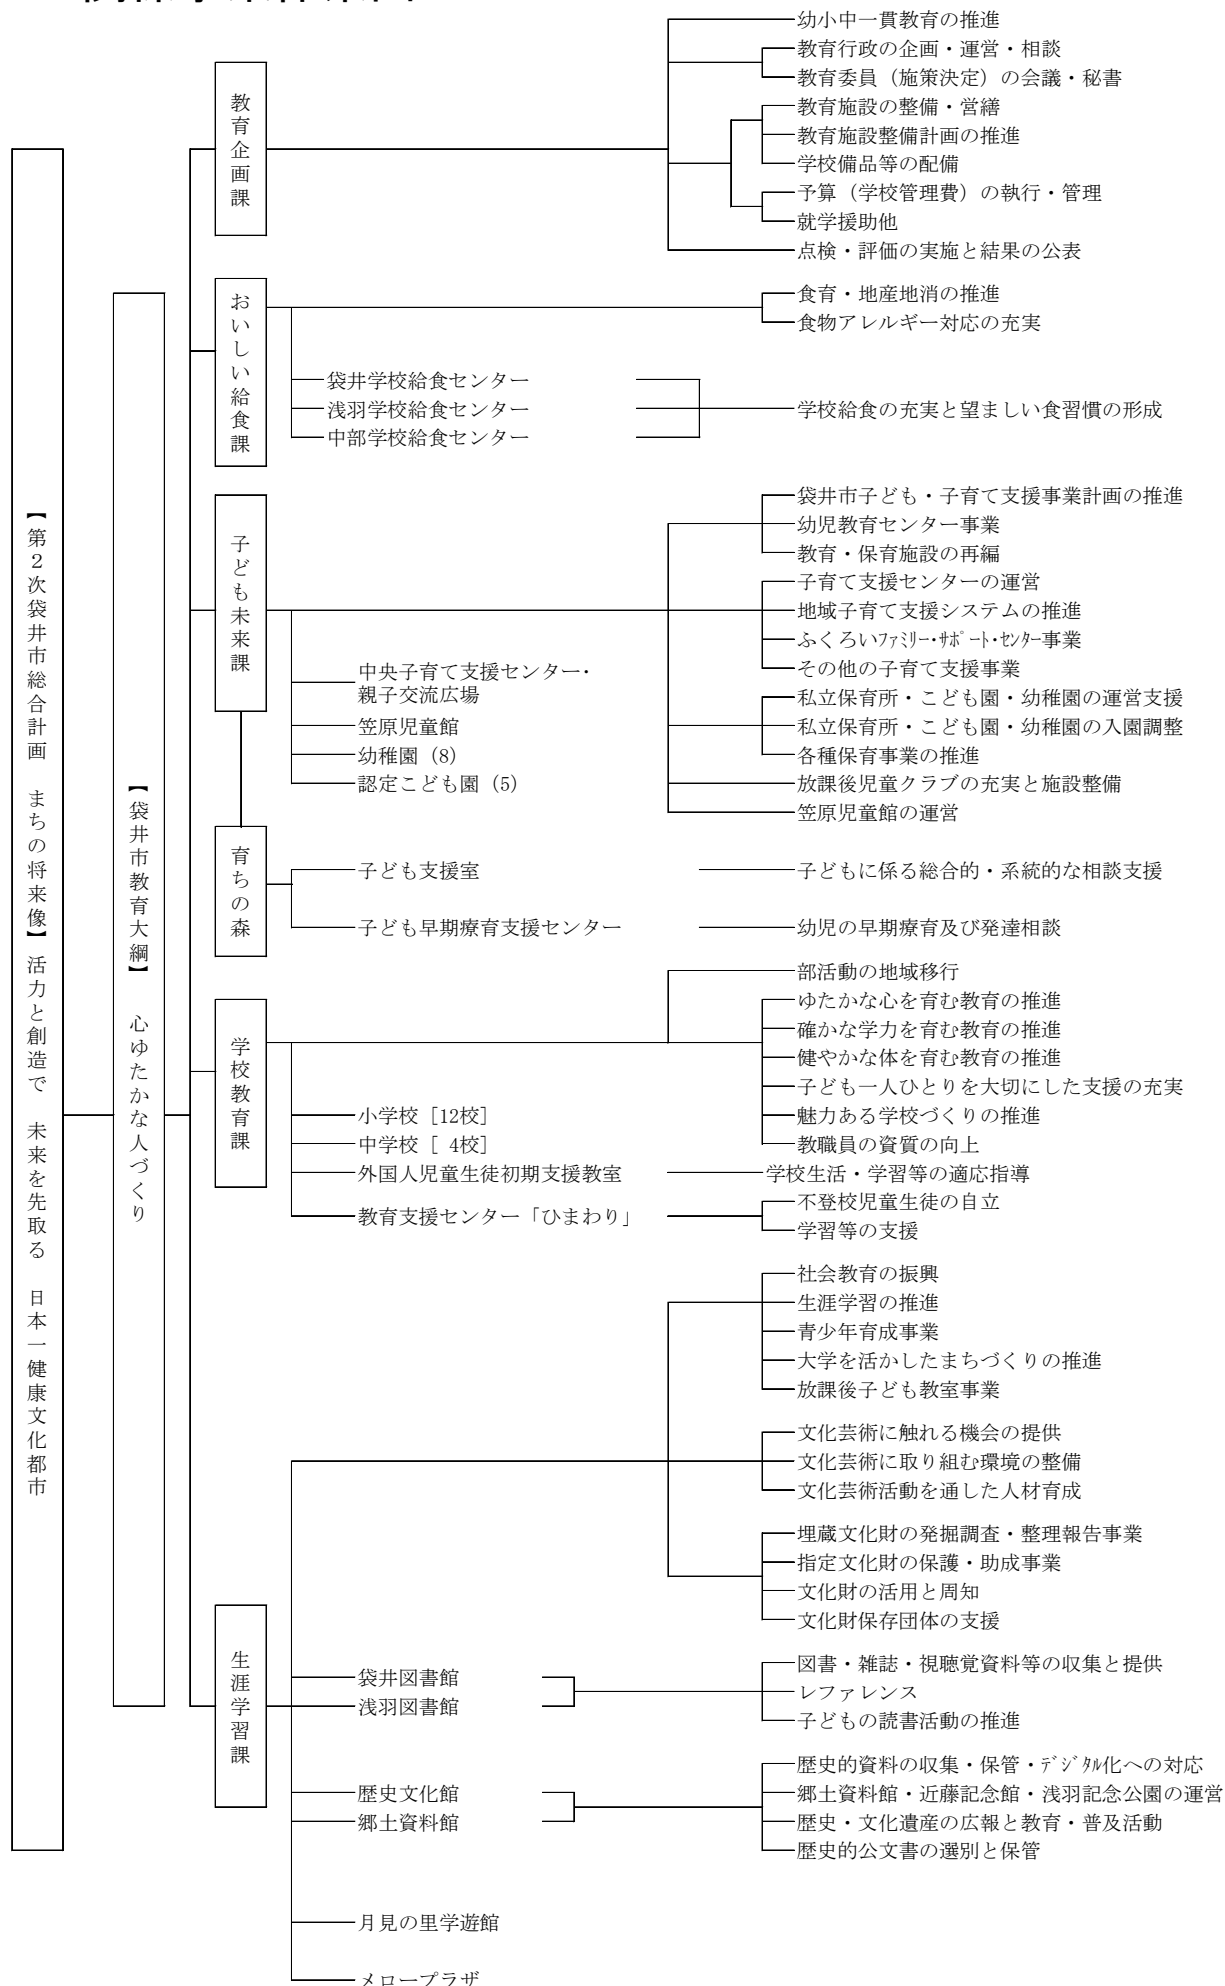 【第２次袋井市総合計画　まちの将来像】活力と創造で　未来を先取る　日本一健康文化都市
【袋井市教育大綱】　心ゆたかな人づくり
教育企画課
幼小中一貫教育の推進
教育行政の企画・運営・相談
教育委員（施策決定）の会議・秘書
教育施設の整備・営繕
教育施設整備計画の推進
学校備品等の配備
予算（学校管理費）の執行・管理
就学援助他
点検・評価の実施と結果の公表
おいしい給食課
食育・地産地消の推進
食物アレルギー対応の充実
袋井学校給食センター
浅羽学校給食センター
中部学校給食センター
学校給食の充実と望ましい食習慣の形成
子ども未来課
袋井市子ども・子育て支援事業計画の推進
幼児教育センター事業
教育・保育施設の再編
子育て支援センターの運営
地域子育て支援システムの推進
ふくろいﾌｧﾐﾘｰ・ｻﾎﾟｰﾄ・ｾﾝﾀｰ事業
その他の子育て支援事業
私立保育所・こども園・幼稚園の運営支援
私立保育所・こども園・幼稚園の入園調整
各種保育事業の推進
放課後児童クラブの充実と施設整備
笠原児童館の運営
中央子育て支援センター・
親子交流広場
笠原児童館
幼稚園（8）
認定こども園（5）
育ちの森
子ども支援室
子どもに係る総合的・系統的な相談支援
子ども早期療育支援センター
幼児の早期療育及び発達相談
学校教育課
部活動の地域移行
ゆたかな心を育む教育の推進
確かな学力を育む教育の推進
健やかな体を育む教育の推進
子ども一人ひとりを大切にした支援の充実
魅力ある学校づくりの推進
教職員の資質の向上
小学校［12校］
中学校［ 4校］
外国人児童生徒初期支援教室
学校生活・学習等の適応指導
教育支援センター「ひまわり」
不登校児童生徒の自立
学習等の支援
生涯学習課
社会教育の振興
生涯学習の推進
青少年育成事業
大学を活かしたまちづくりの推進
放課後子ども教室事業
文化芸術に触れる機会の提供
文化芸術に取り組む環境の整備
文化芸術活動を通した人材育成
埋蔵文化財の発掘調査・整理報告事業
指定文化財の保護・助成事業
文化財の活用と周知
文化財保存団体の支援
袋井図書館
浅羽図書館
図書・雑誌・視聴覚資料等の収集と提供
レファレンス
子どもの読書活動の推進
歴史文化館
郷土資料館
歴史的資料の収集・保管・ﾃﾞｼﾞﾀﾙ化への対応
郷土資料館・近藤記念館・浅羽記念公園の運営
歴史・文化遺産の広報と教育・普及活動
歴史的公文書の選別と保管
月見の里学遊館
メロープラザ